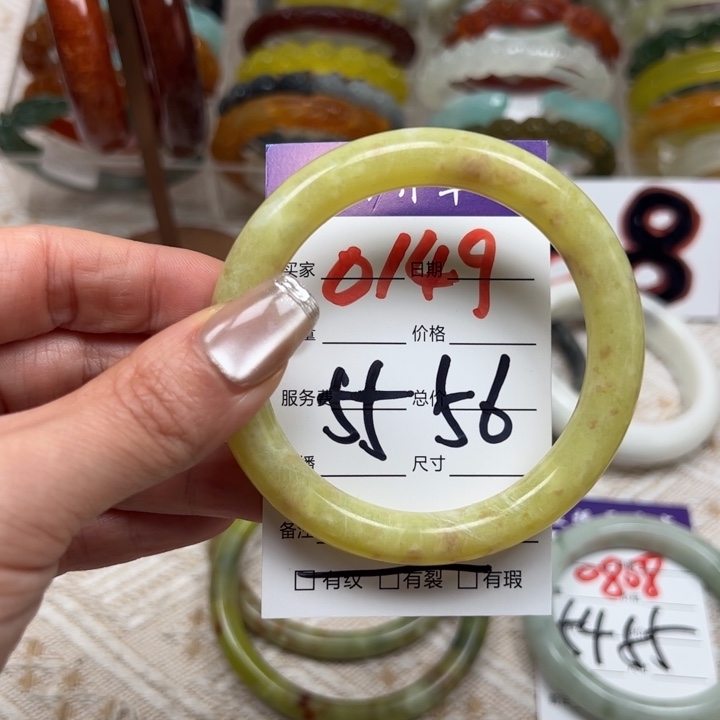 买家 0149 日期
价格
服务费 55 总价 56
尺寸
备注
□ 有纹 □ 有裂 □ 有瑕
8
0808
54 55